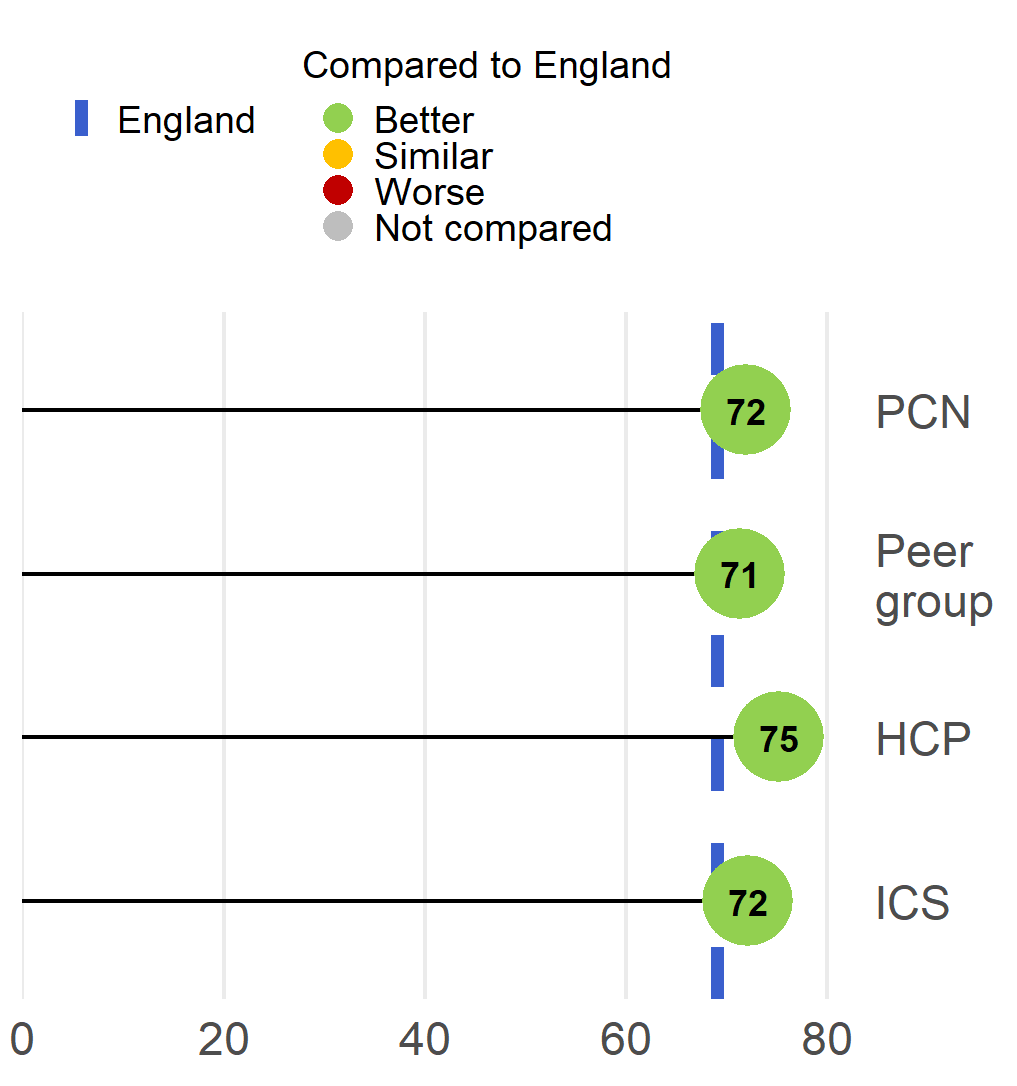 Compared to England
England
Better
Similar
Worse
Not compared
72
PCN
71
Peer
group
75
HCP
72
ICS
0 20 40 60 80